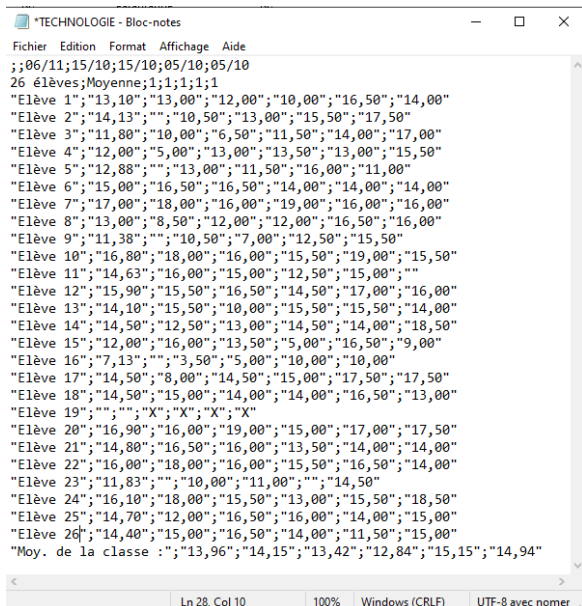 *TECHNOLOGIE - Bloc-notes
Fichier Edition Format Affichage Aide
;;06/11;15/10;15/10;05/10;05/10
26 élèves;Moyenne;1;1;1;1;1
"Elève 1";"13,10";"13,00";"12,00";"10,00";"16,50";"14,00"
"Elève 2";"14,13";"";"10,50";"13,00";"15,50";"17,50"
"Elève 3";"11,80";"10,00";"6,50";"11,50";"14,00";"17,00"
"Elève 4";"12,00";"5,00";"13,00";"13,50";"13,00";"15,50"
"Elève 5";"12,88";"";"13,00";"11,50";"16,00";"11,00"
"Elève 6";"15,00";"16,50";"16,50";"14,00";"14,00";"14,00"
"Elève 7";"17,00";"18,00";"16,00";"19,00";"16,00";"16,00"
"Elève 8";"13,00";"8,50";"12,00";"12,00";"16,50";"16,00"
"Elève 9";"11,38";"";"10,50";"7,00";"12,50";"15,50"
"Elève 10";"16,80";"18,00";"16,00";"15,50";"19,00";"15,50"
"Elève 11";"14,63";"16,00";"15,00";"12,50";"15,00";""
"Elève 12";"15,90";"15,50";"16,50";"14,50";"17,00";"16,00"
"Elève 13";"14,10";"15,50";"10,00";"15,50";"15,50";"14,00"
"Elève 14";"14,50";"12,50";"13,00";"14,50";"14,00";"18,50"
"Elève 15";"12,00";"16,00";"13,50";"5,00";"16,50";"9,00"
"Elève 16";"7,13";"";"3,50";"5,00";"10,00";"10,00"
"Elève 17";"14,50";"8,00";"14,50";"15,00";"17,50";"17,50"
"Elève 18";"14,50";"15,00";"14,00";"14,00";"16,50";"13,00"
"Elève 19";"";"";"X";"X";"X";"X"
"Elève 20";"16,90";"16,00";"19,00";"15,00";"17,00";"17,50"
"Elève 21";"14,80";"16,50";"16,00";"13,50";"14,00";"14,00"
"Elève 22";"16,00";"18,00";"16,00";"15,50";"16,50";"14,00"
"Elève 23";"11,83";"";"10,00";"11,00";"";"14,50"
"Elève 24";"16,10";"18,00";"15,50";"13,00";"15,50";"18,50"
"Elève 25";"14,70";"12,00";"16,50";"16,00";"14,00";"15,00"
"Elève 26";"14,40";"15,00";"16,50";"14,00";"11,50";"15,00"
"Moy. de la classe :";"13,96";"14,15";"13,42";"12,84";"15,15";"14,94"
Ln 28, Col 10 100% Windows (CRLF) UTF-8 avec nomer